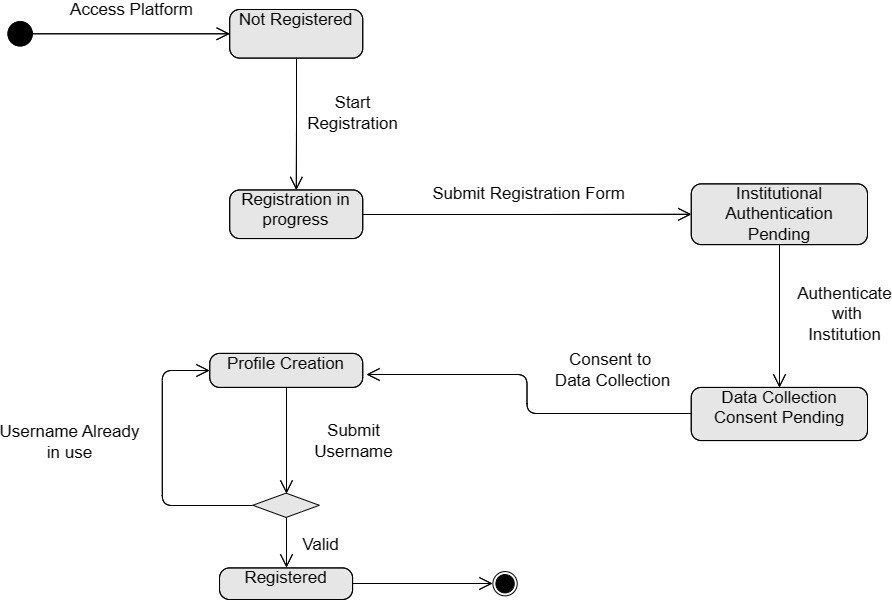 Access Platform
Not Registered
Start
Registration
Registration in
progress
Submit Registration Form
Institutional
Authentication
Pending
Authenticate
with
Institution
Data Collection
Consent Pending
Consent to
Data Collection
Profile Creation
Submit
Username
Username Already
in use
Valid
Registered